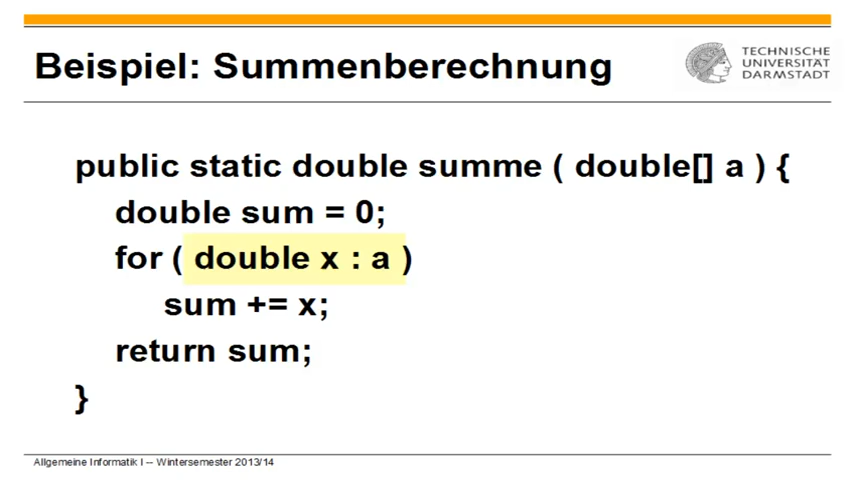 Beispiel: Summenberechnung
TECHNISCHE
UNIVERSITÄT
DARMSTADT
public static double summe ( double[] a ) {
double sum = 0;
for ( double x : a )
sum += x;
return sum;
}
Allgemeine Informatik I -- Wintersemester 2013/14